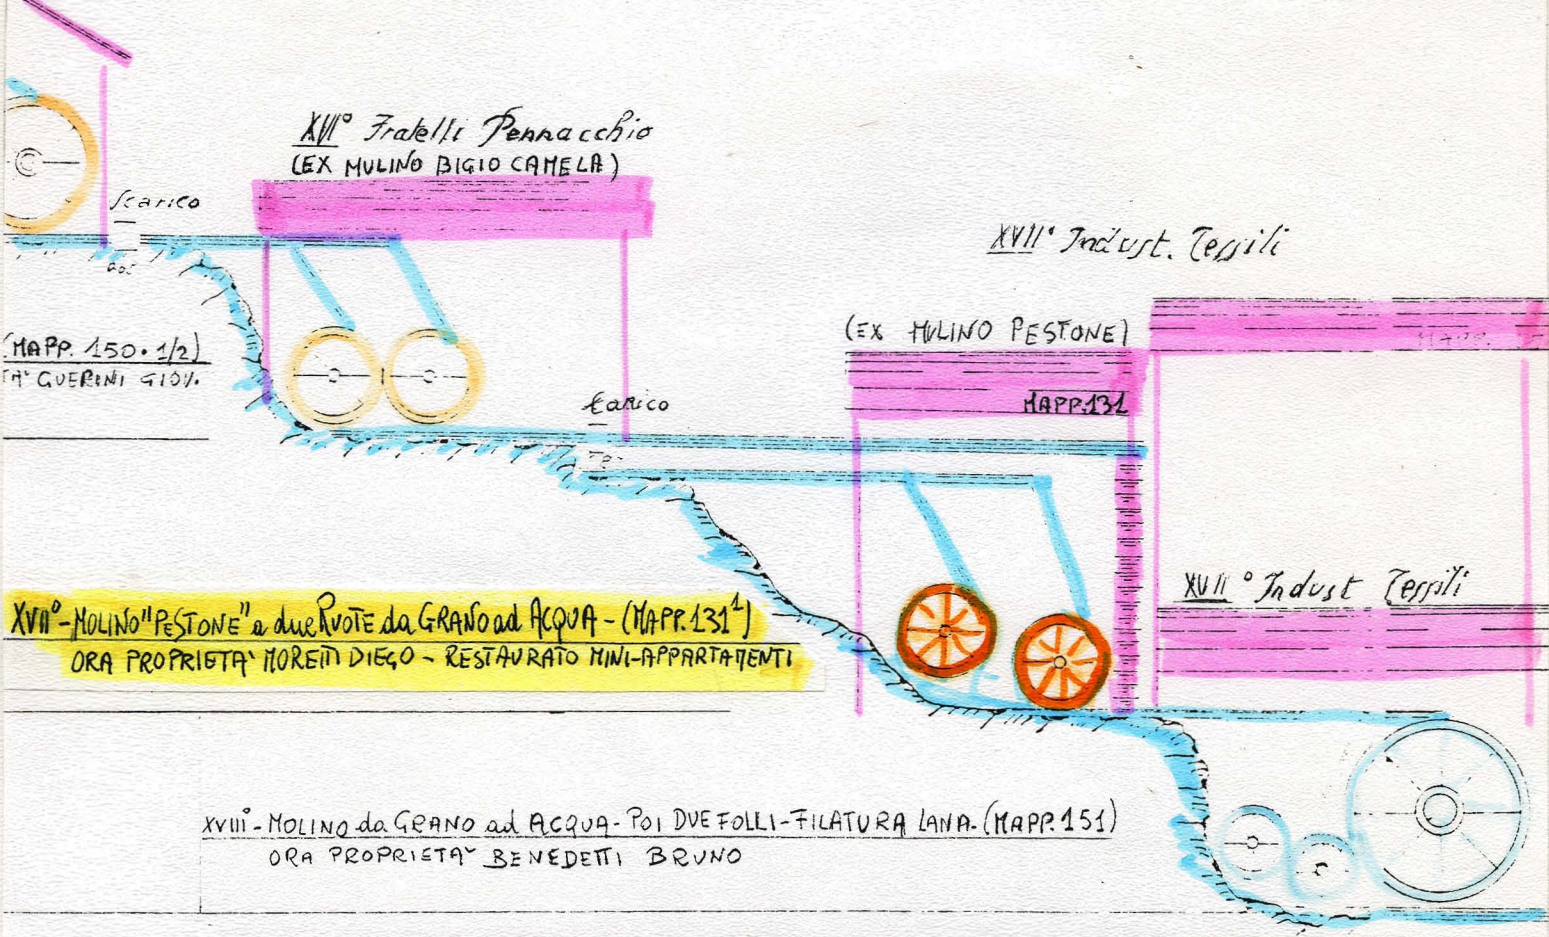 XVI° Fratelli Pennacchio
(EX MULINO BIGIO CAMELA)
Scarico
XVII° Indust. Tessili
(EX MULINO PESTONE)
MAPP.
(MAPP. 150.1/2)
TA' GUERINI GIOV.
MAPP.131
XVII° Indust Tessili
XVII°-MOLINO "PESTONE" a due RUOTE da GRANO ad ACQUA-(MAPP.131¹)
ORA PROPRIETA' MORETTI DIEGO-RESTAURATO MINI-APPARTAMENTI
XVIII-MOLINO da GRANO ad ACQUA-POI DUE FOLLI-FILATURA LANA.(MAPP.151)
ORA PROPRIETA' BENEDETTI BRUNO